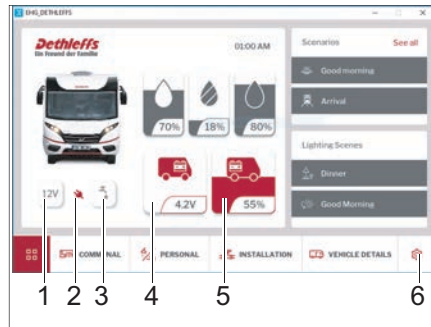 EHG_DETHLEFFS
Dethleffs
Ein Freund der Familie
01:00 AM
70%
18%
80%
12V
4.2V
55%
Scenarios See all
Good morning
Arrival
Lighting Scenes
Dinner
Good Morning
COMMUNAL PERSONAL INSTALLATION VEHICLE DETAILS
1 2 3 4 5 6